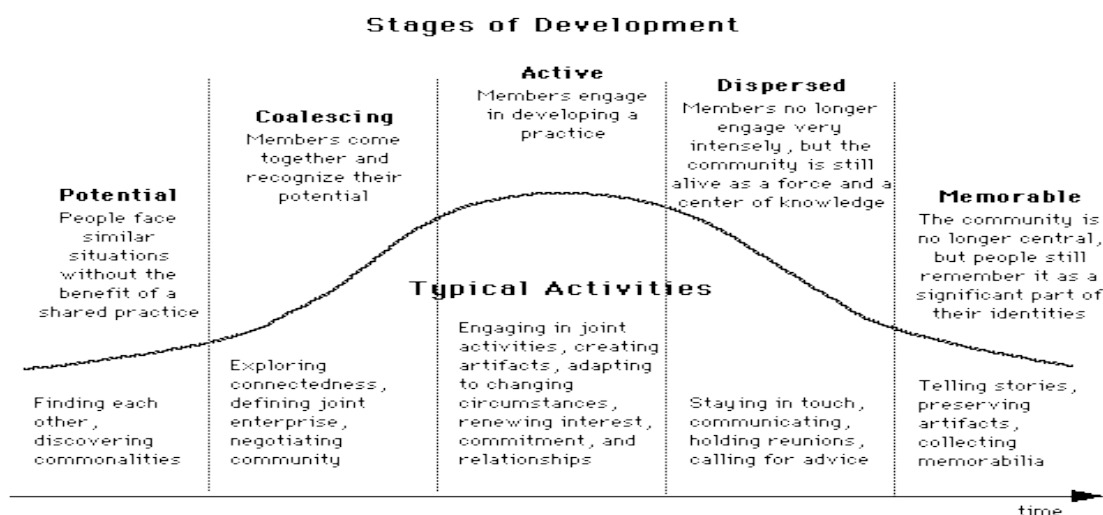 Stages of Development
Potential
People face
similar
situations
without the
benefit of a
shared practice
Coalescing
Members come
together and
recognize their
potential
Active
Members engage
in developing a
practice
Dispersed
Members no longer
engage very
intensely, but the
community is still
alive as a force and a
center of knowledge
Memorable
The community is
no longer central,
but people still
remember it as a
significant part of
their identities
Typical Activities
Finding each
other,
discovering
commonalities
Exploring
connectedness,
defining joint
enterprise,
negotiating
community
Engaging in joint
activities, creating
artifacts, adapting
to changing
circumstances,
renewing interest,
commitment, and
relationships
Staying in touch,
communicating,
holding reunions,
calling for advice
Telling stories,
preserving
artifacts,
collecting
memorabilia
time